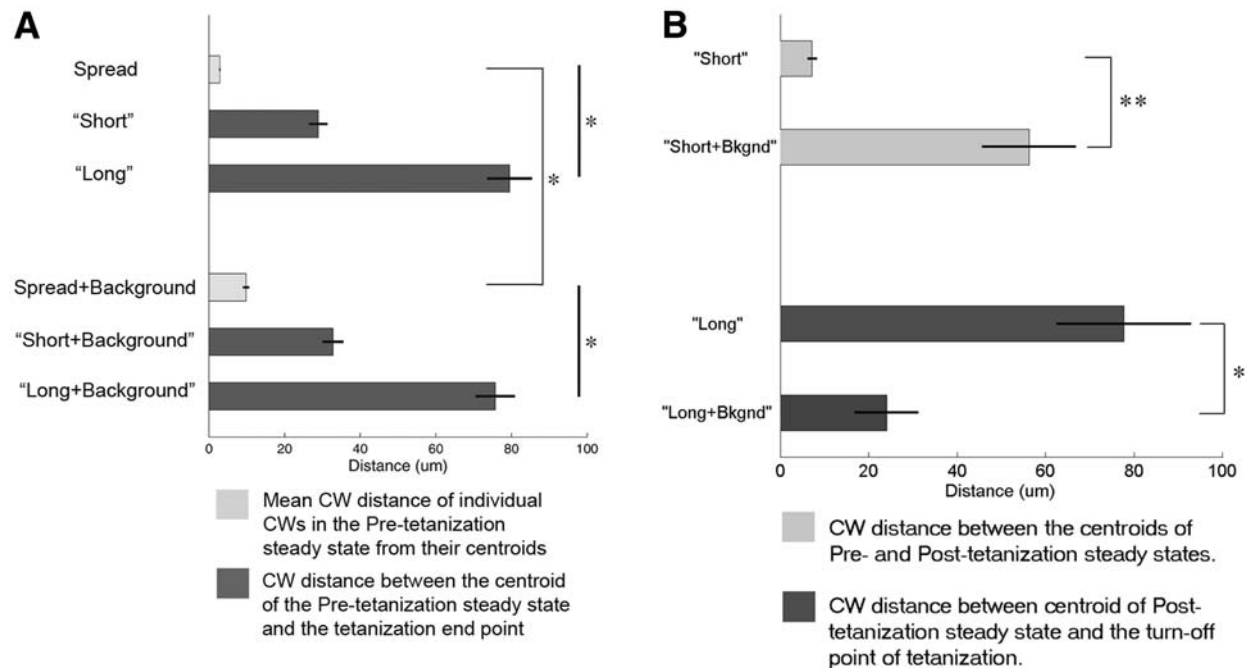 A
Spread
“Short”
*
“Long”
*
Spread+Background
“Short+Background”
*
“Long+Background”
0 20 40 60 80 100
Distance (um)
Mean CW distance of individual
CWs in the Pre-tetanization
steady state from their centroids
CW distance between the centroid
of the Pre-tetanization steady state
and the tetanization end point
B
"Short"
**
"Short+Bkgnd"
"Long"
*
"Long+Bkgnd"
0 20 40 60 80 100
Distance (um)
CW distance between the centroids of
Pre- and Post-tetanization steady states.
CW distance between centroid of Post-
tetanization steady state and the turn-off
point of tetanization.